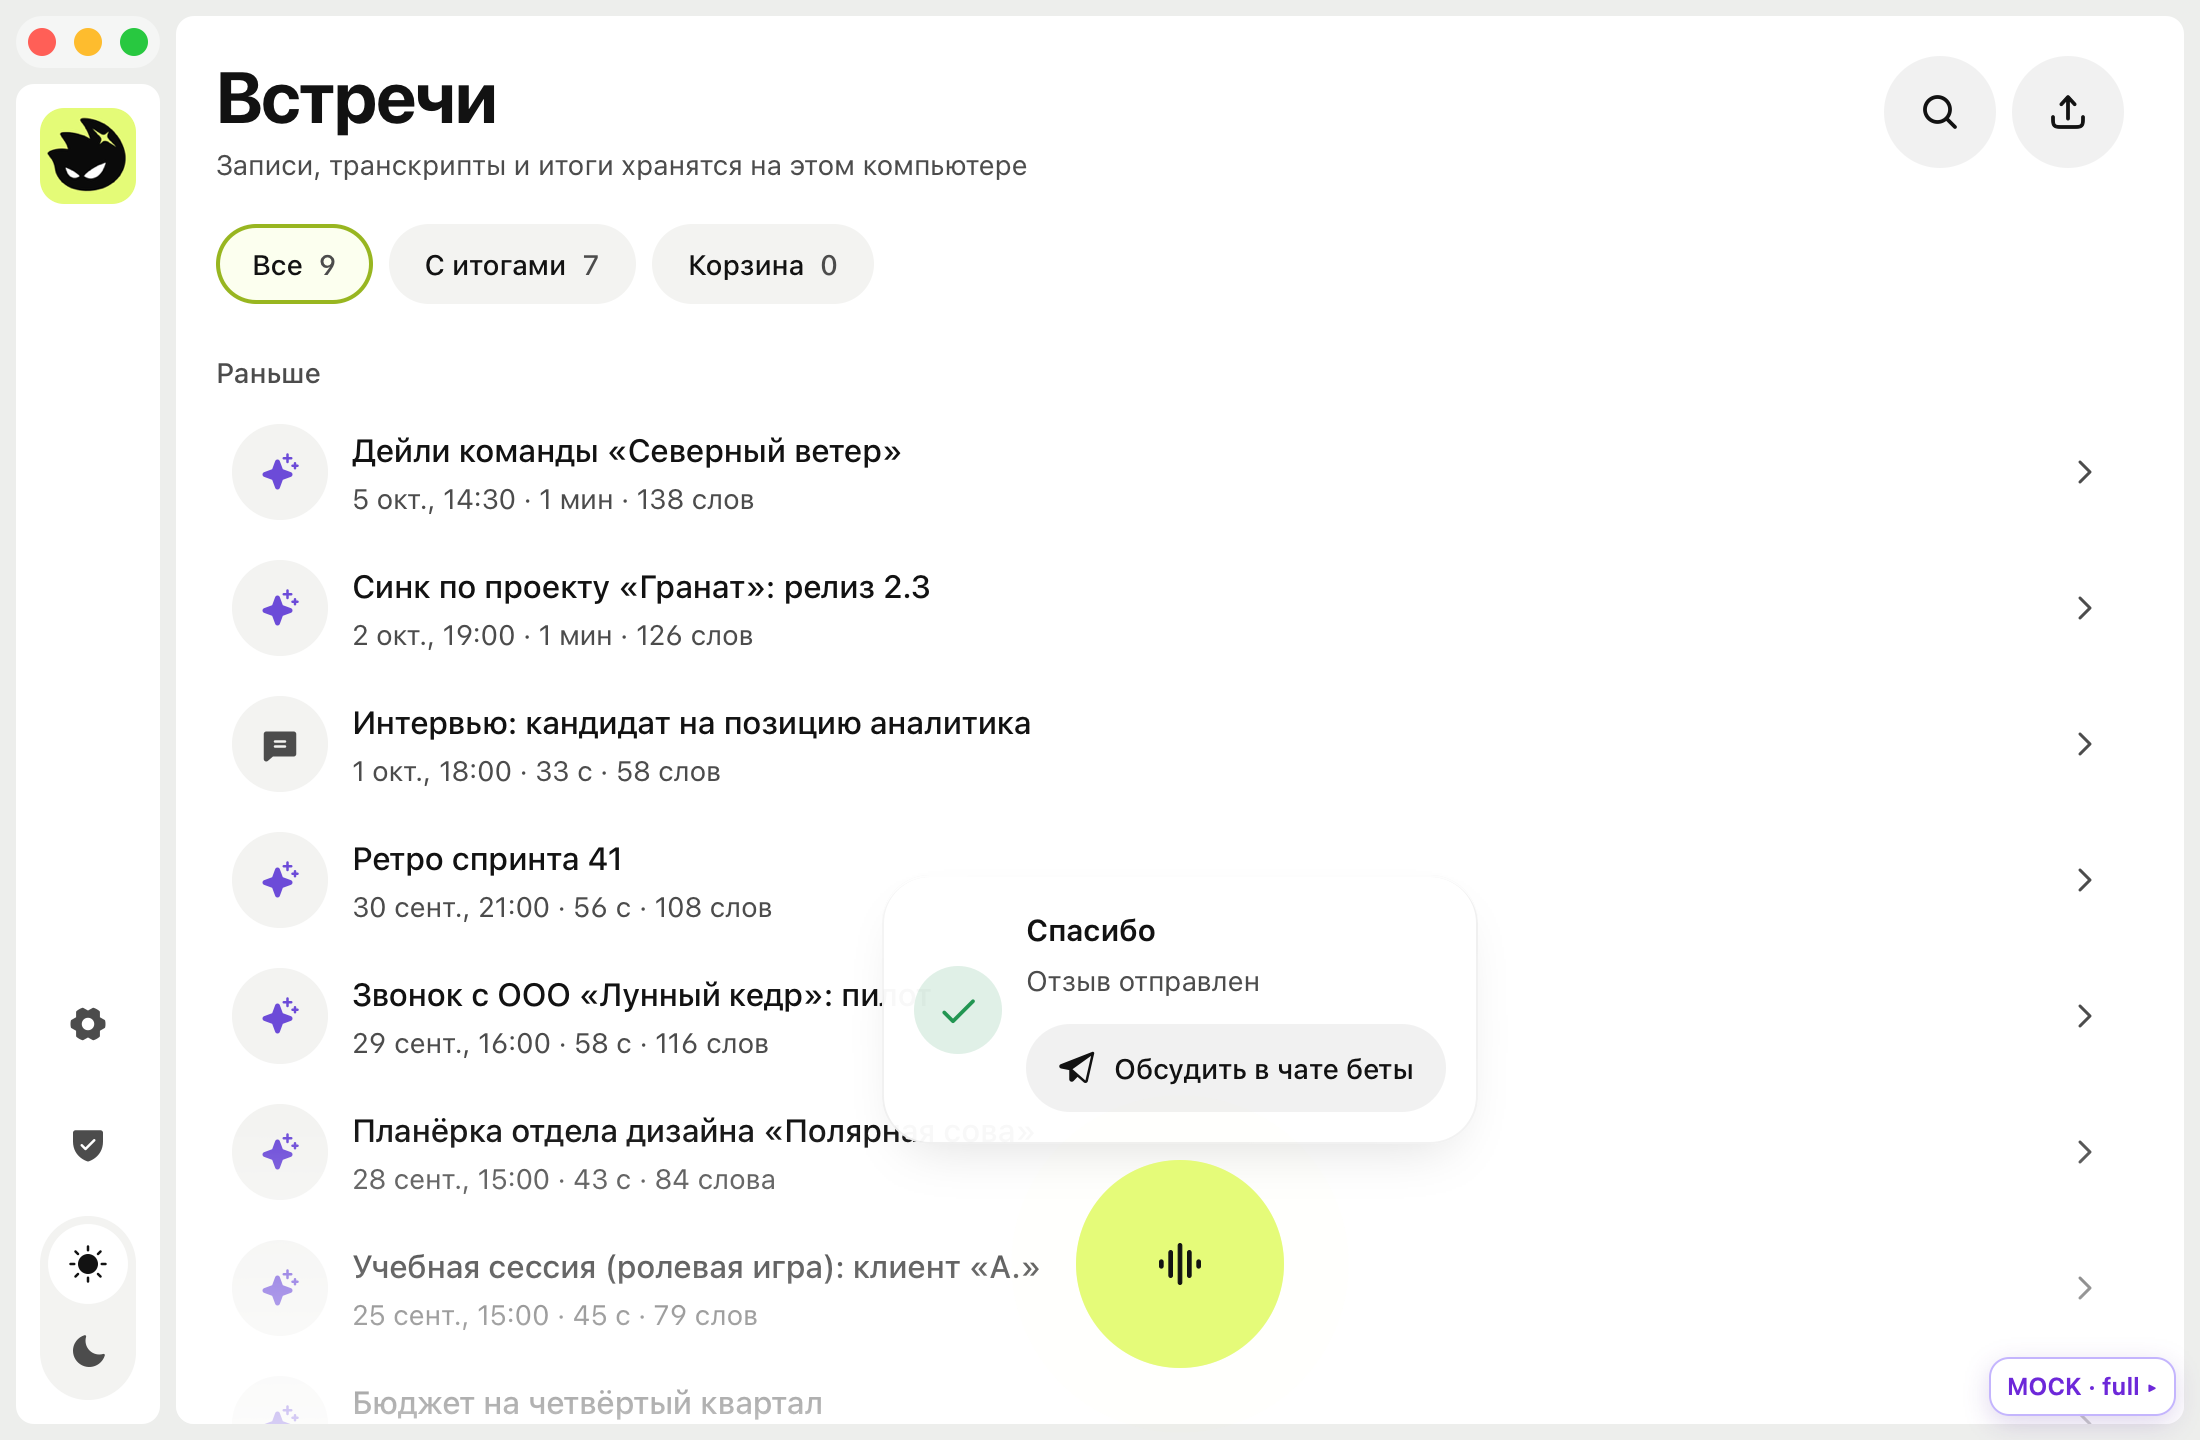 Встречи
Записи, транскрипты и итоги хранятся на этом компьютере
Все 9
С итогами 7
Корзина 0
Раньше
Дейли команды «Северный ветер»
5 окт., 14:30 · 1 мин · 138 слов
Синк по проекту «Гранат»: релиз 2.3
2 окт., 19:00 · 1 мин · 126 слов
Интервью: кандидат на позицию аналитика
1 окт., 18:00 · 33 с · 58 слов
Ретро спринта 41
30 сент., 21:00 · 56 с · 108 слов
Звонок с ООО «Лунный кедр»: пилот
29 сент., 16:00 · 58 с · 116 слов
Спасибо
Отзыв отправлен
Обсудить в чате беты
Планёрка отдела дизайна «Полярная сова»
28 сент., 15:00 · 43 с · 84 слова
Учебная сессия (ролевая игра): клиент «А.»
25 сент., 15:00 · 45 с · 79 слов
Бюджет на четвёртый квартал
MOCK · full ▸